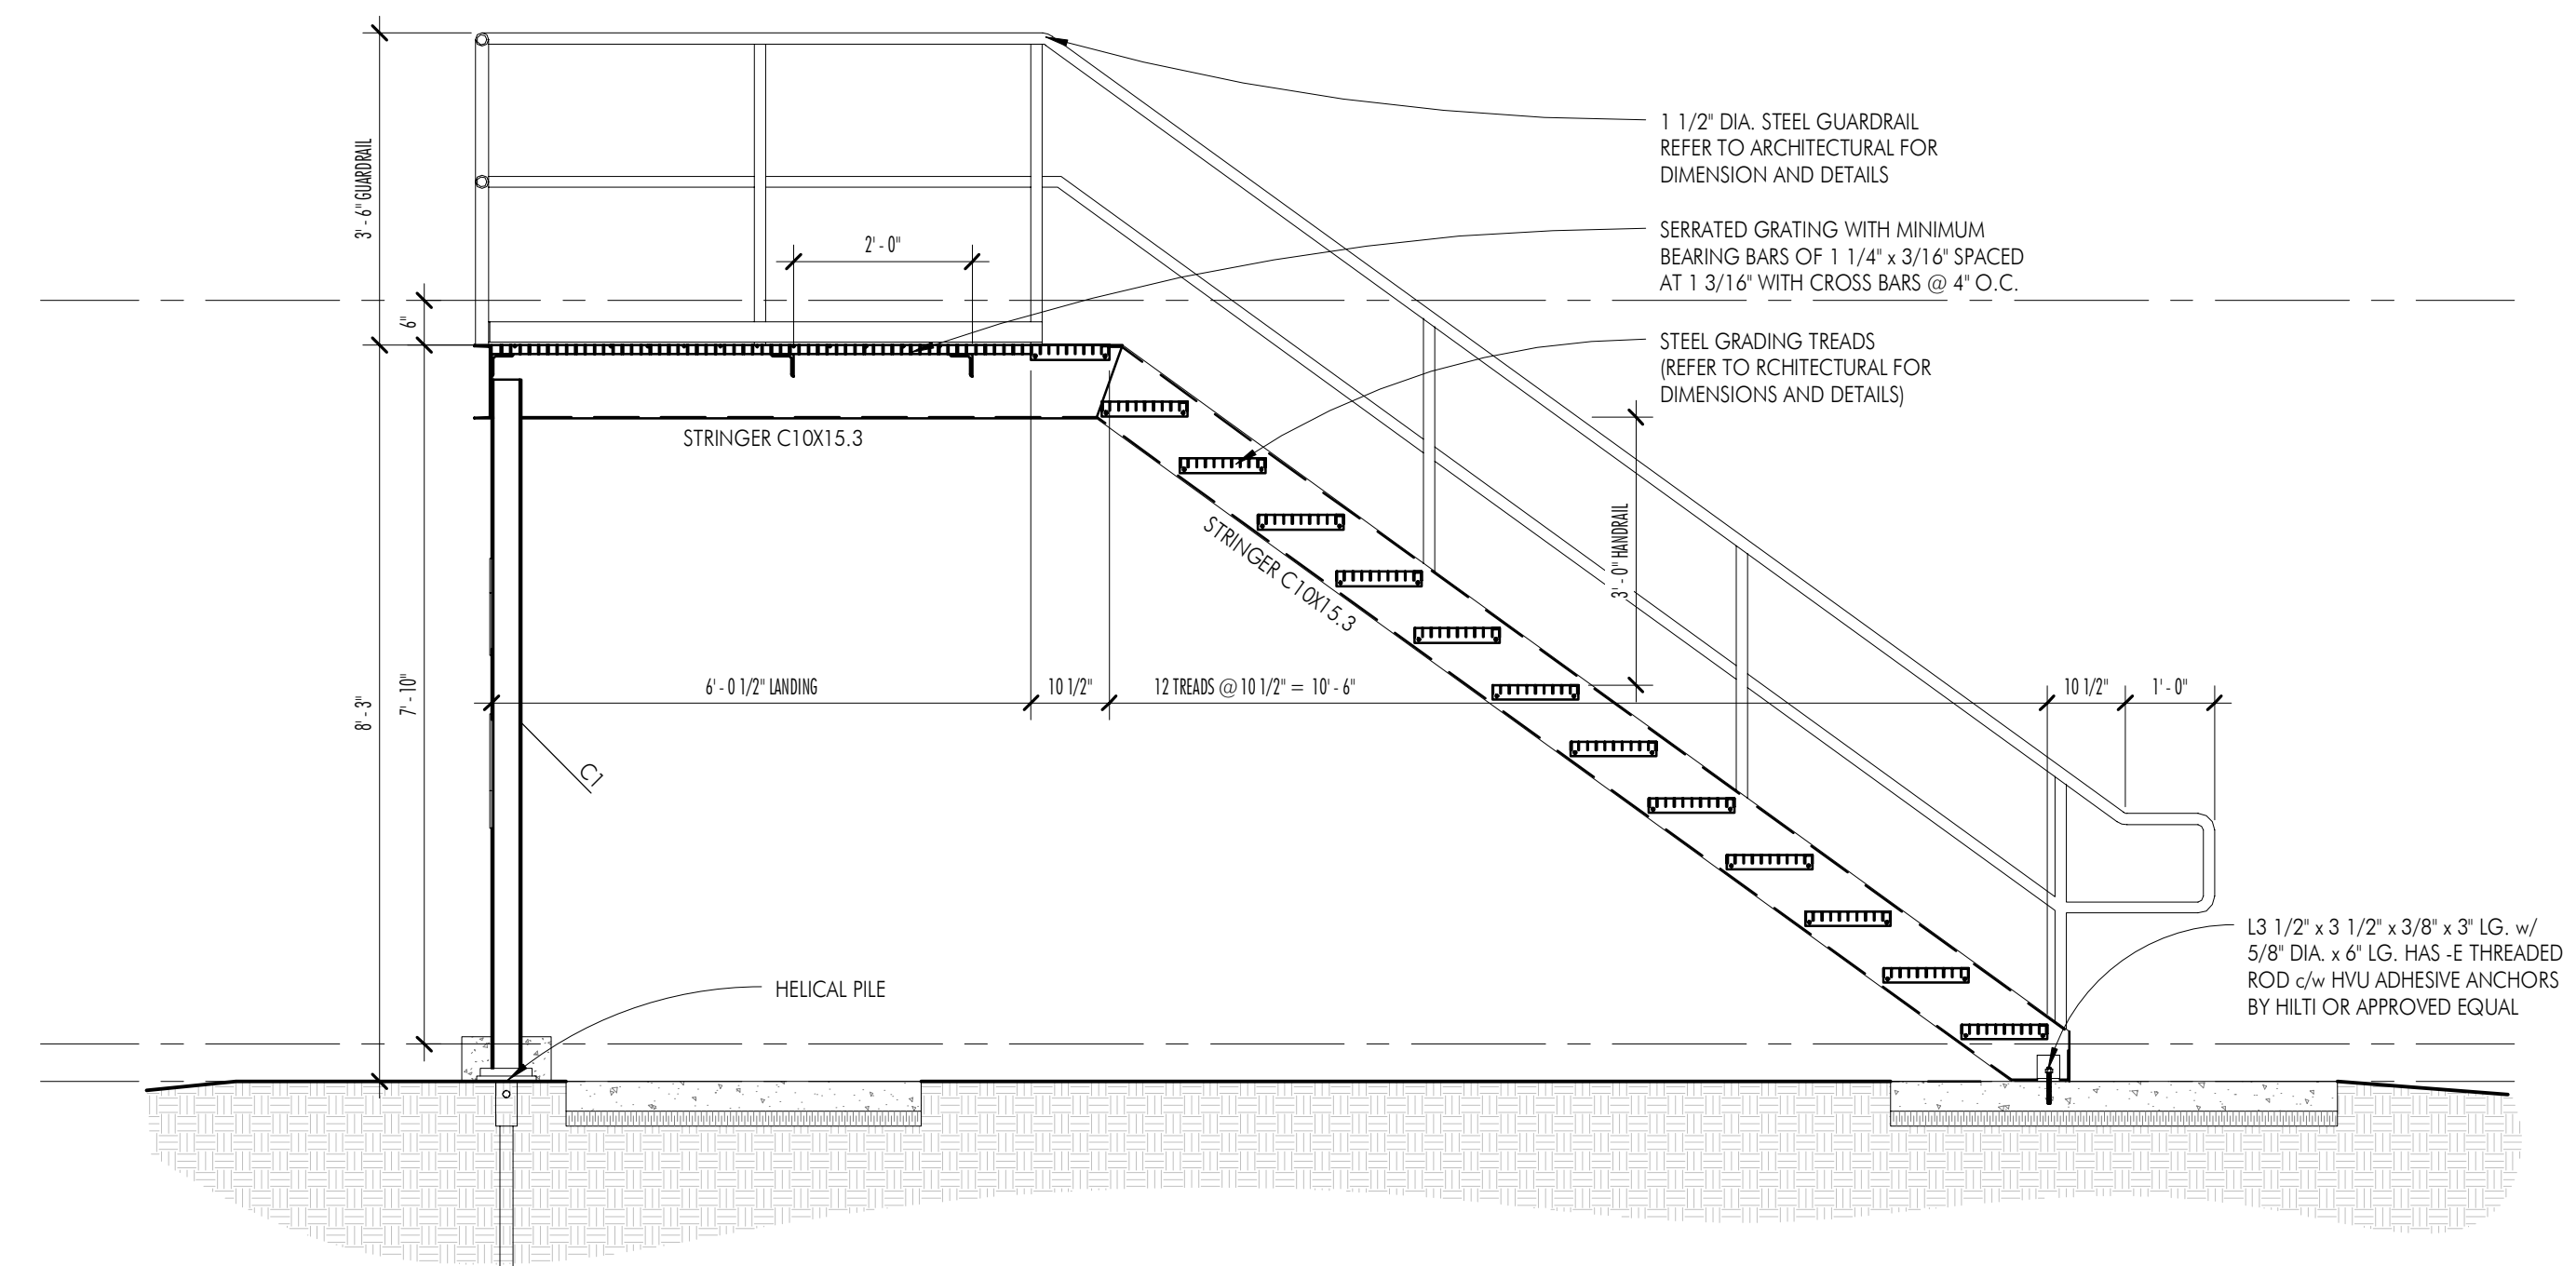 1 1/2" DIA. STEEL GUARDRAIL
REFER TO ARCHITECTURAL FOR
DIMENSION AND DETAILS
3' - 6" GUARDRAIL
SERRATED GRATING WITH MINIMUM
BEARING BARS OF 1 1/4" x 3/16" SPACED
AT 1 3/16" WITH CROSS BARS @ 4" O.C.
2' - 0"
6"
STEEL GRADING TREADS
(REFER TO RCHITECTURAL FOR
DIMENSIONS AND DETAILS)
STRINGER C10X15.3
STRINGER C10X15.3
3' - 0" HANDRAIL
8' - 3"
7' - 10"
6' - 0 1/2" LANDING
10 1/2"
12 TREADS @ 10 1/2" = 10' - 6"
10 1/2"
1' - 0"
C1
L3 1/2" x 3 1/2" x 3/8" x 3" LG. w/
5/8" DIA. x 6" LG. HAS -E THREADED
ROD c/w HVU ADHESIVE ANCHORS
BY HILTI OR APPROVED EQUAL
HELICAL PILE